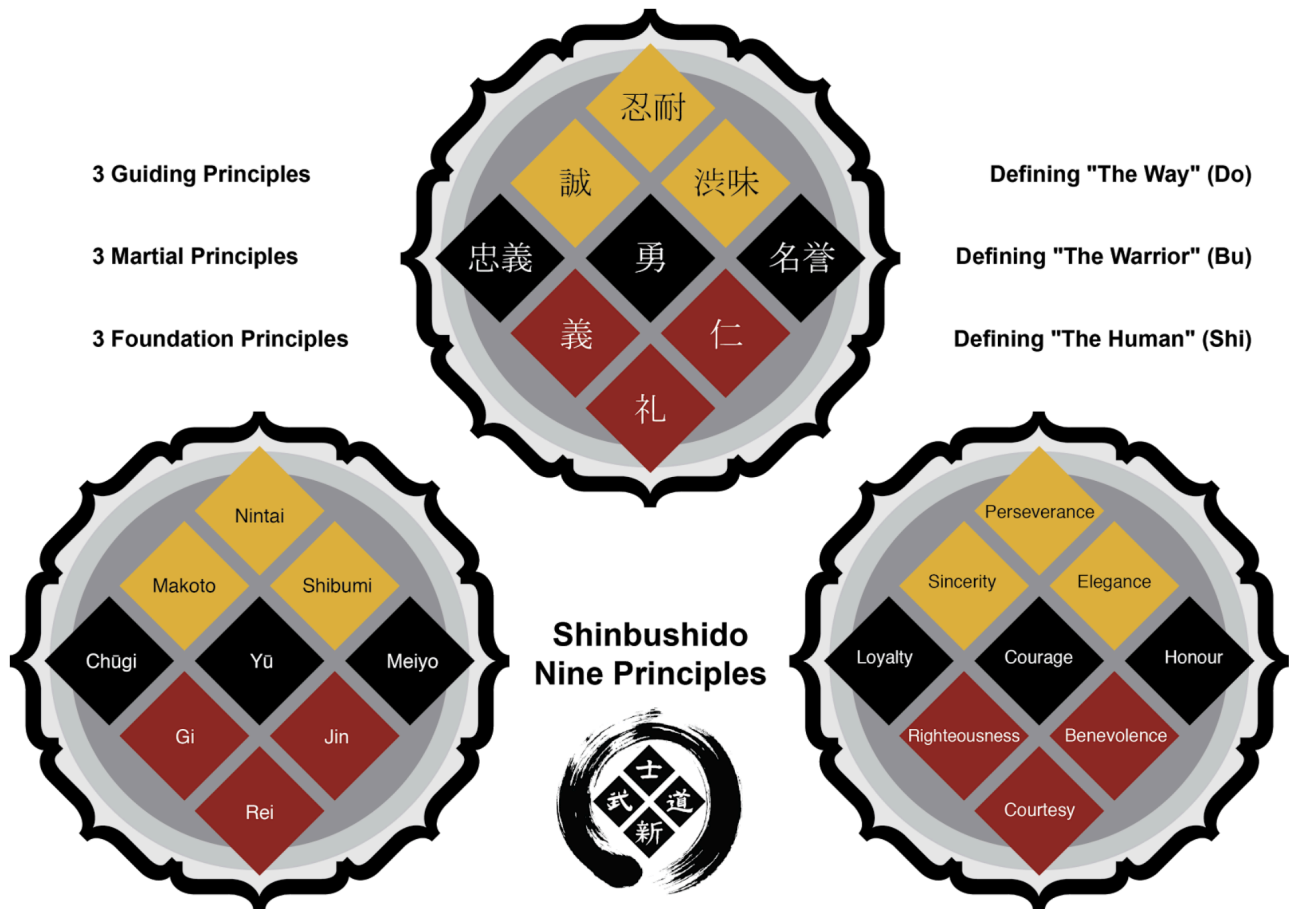 忍耐
3 Guiding Principles
誠
渋味
Defining "The Way" (Do)
3 Martial Principles
忠義
勇
名誉
Defining "The Warrior" (Bu)
3 Foundation Principles
義
仁
Defining "The Human" (Shi)
礼
Nintai
Makoto
Shibumi
Chūgi
Yū
Meiyo
Gi
Jin
Rei
Shinbushido
Nine Principles
士
武
道
新
Perseverance
Sincerity
Elegance
Loyalty
Courage
Honour
Righteousness
Benevolence
Courtesy